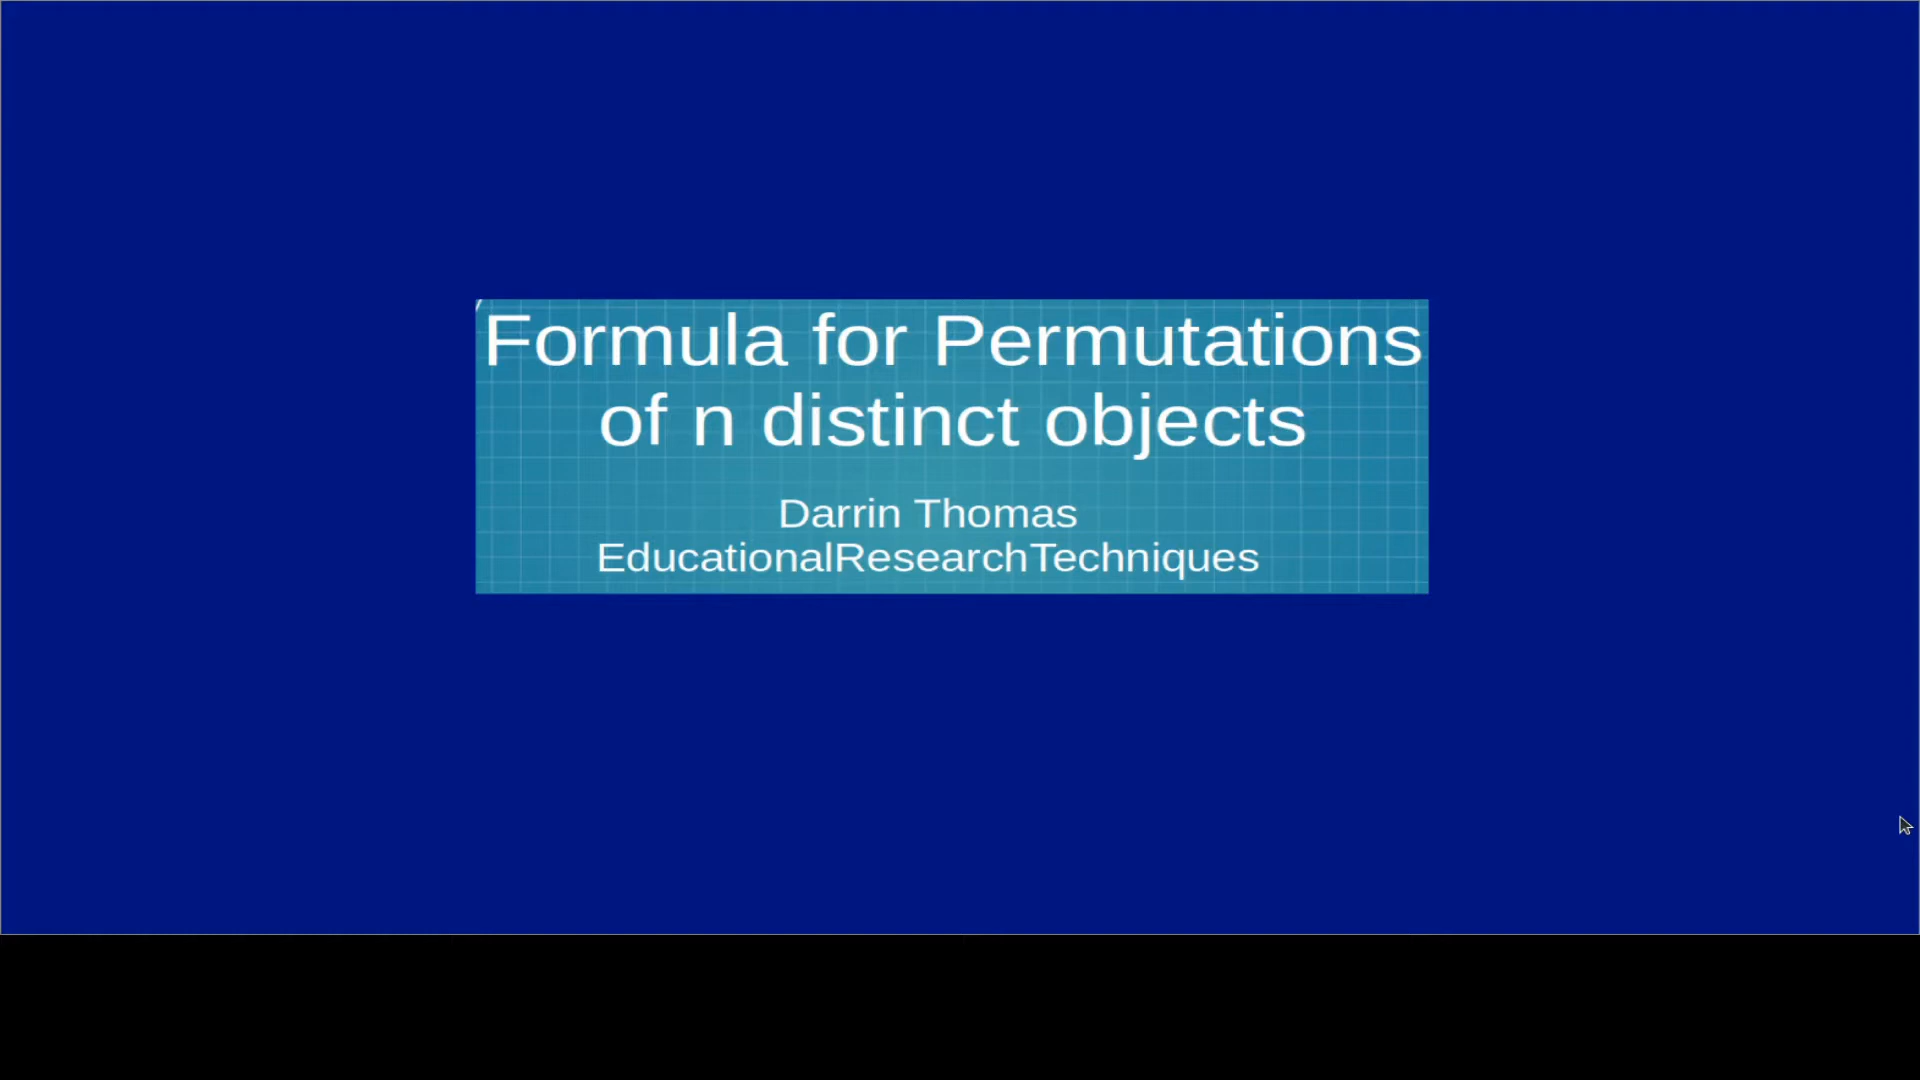 Formula for Permutations
of n distinct objects
Darrin Thomas
EducationalResearchTechniques